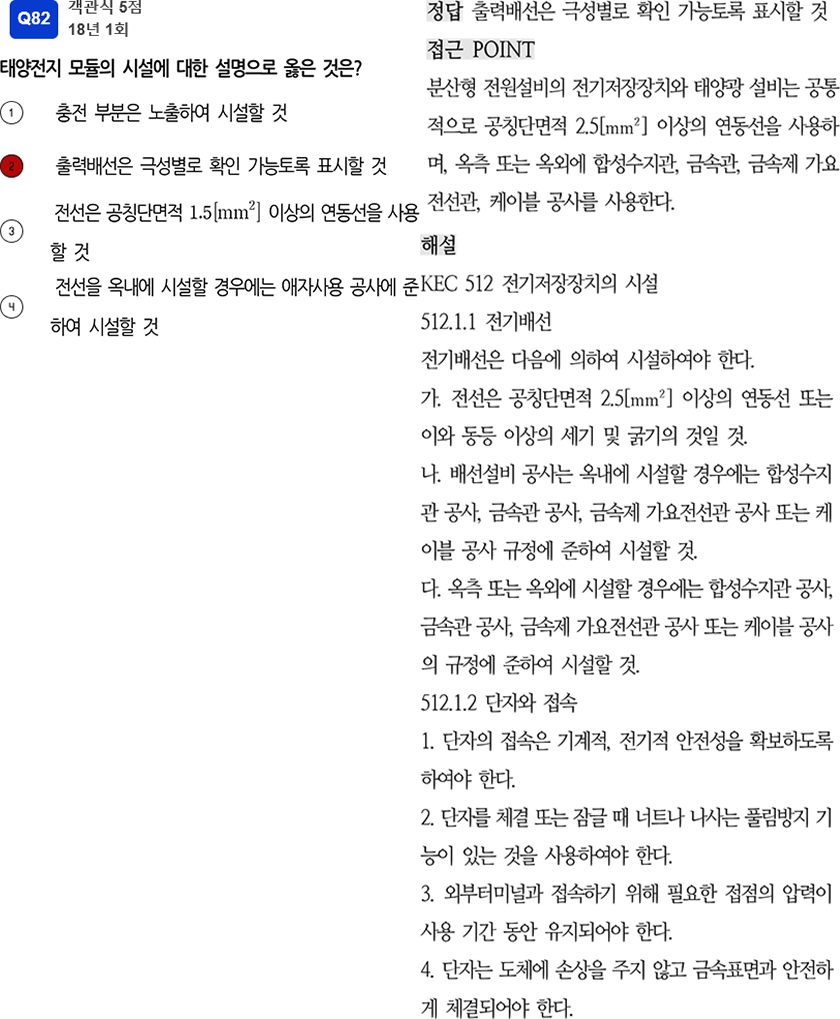 Q82
객관식 5점
18년 1회
태양전지 모듈의 시설에 대한 설명으로 옳은 것은?
1 충전 부분은 노출하여 시설할 것
2 출력배선은 극성별로 확인 가능토록 표시할 것
3 전선은 공칭단면적 1.5[mm²] 이상의 연동선을 사용
할 것
4 전선을 옥내에 시설할 경우에는 애자사용 공사에 준
하여 시설할 것
정답 출력배선은 극성별로 확인 가능토록 표시할 것
접근 POINT
분산형 전원설비의 전기저장장치와 태양광 설비는 공통
적으로 공칭단면적 2.5[mm²] 이상의 연동선을 사용하
며, 옥측 또는 옥외에 합성수지관, 금속관, 금속제 가요
전선관, 케이블 공사를 사용한다.
해설
KEC 512 전기저장장치의 시설
512.1.1 전기배선
전기배선은 다음에 의하여 시설하여야 한다.
가. 전선은 공칭단면적 2.5[mm²] 이상의 연동선 또는
이와 동등 이상의 세기 및 굵기의 것일 것.
나. 배선설비 공사는 옥내에 시설할 경우에는 합성수지
관 공사, 금속관 공사, 금속제 가요전선관 공사 또는 케
이블 공사 규정에 준하여 시설할 것.
다. 옥측 또는 옥외에 시설할 경우에는 합성수지관 공사,
금속관 공사, 금속제 가요전선관 공사 또는 케이블 공사
의 규정에 준하여 시설할 것.
512.1.2 단자와 접속
1. 단자의 접속은 기계적, 전기적 안전성을 확보하도록
하여야 한다.
2. 단자를 체결 또는 잠글 때 너트나 나사는 풀림방지 기
능이 있는 것을 사용하여야 한다.
3. 외부터미널과 접속하기 위해 필요한 접점의 압력이
사용 기간 동안 유지되어야 한다.
4. 단자는 도체에 손상을 주지 않고 금속표면과 안전하
게 체결되어야 한다.